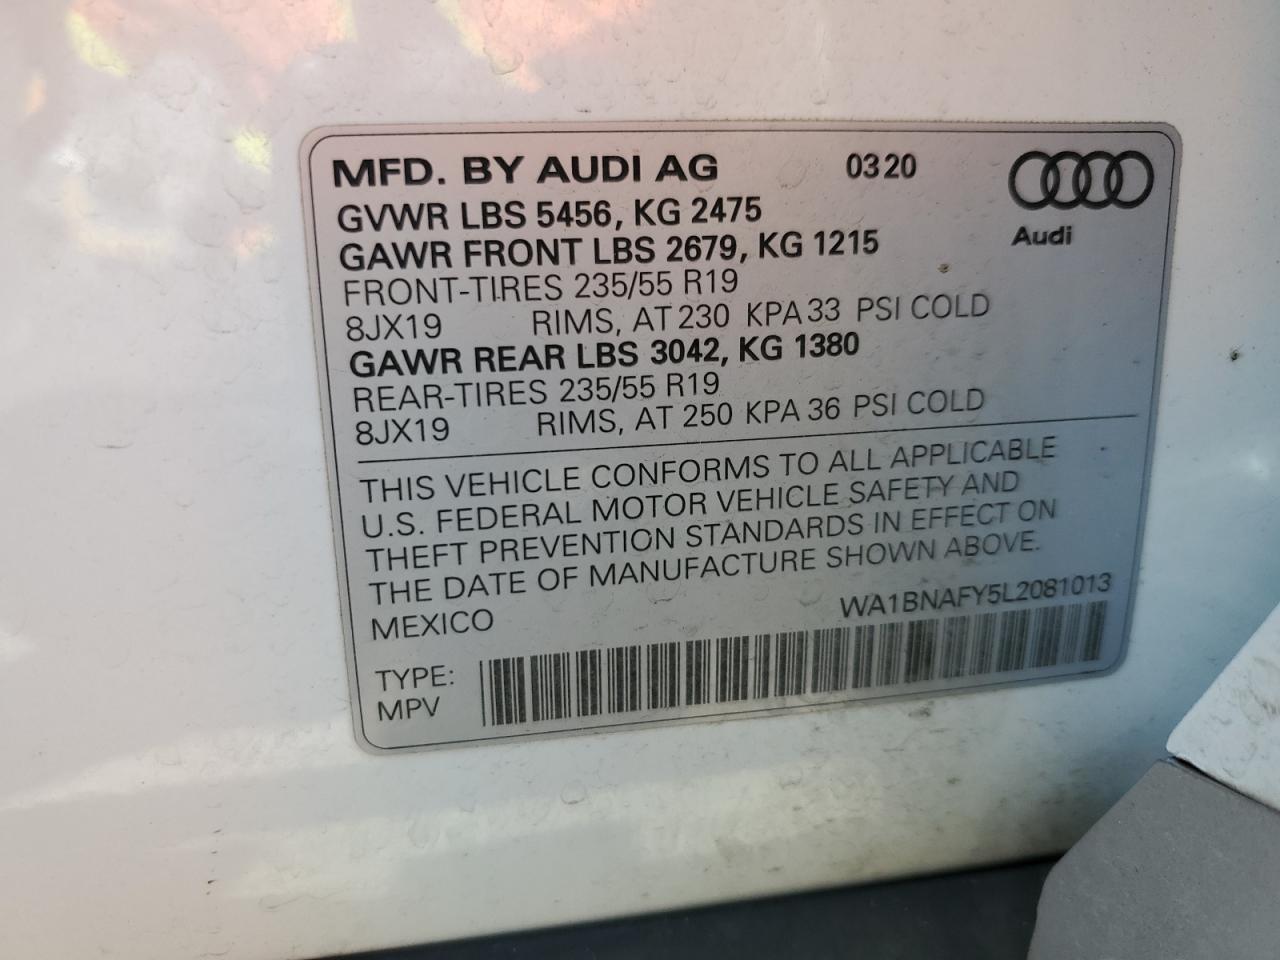 MFD. BY AUDI AG 0320
Audi
GVWR LBS 5456, KG 2475
GAWR FRONT LBS 2679, KG 1215
FRONT-TIRES 235/55 R19
8JX19 RIMS, AT 230 KPA 33 PSI COLD
GAWR REAR LBS 3042, KG 1380
REAR-TIRES 235/55 R19
8JX19 RIMS, AT 250 KPA 36 PSI COLD
THIS VEHICLE CONFORMS TO ALL APPLICABLE
U.S. FEDERAL MOTOR VEHICLE SAFETY AND
THEFT PREVENTION STANDARDS IN EFFECT ON
THE DATE OF MANUFACTURE SHOWN ABOVE.
MEXICO WA1BNAFY5L2081013
TYPE:
MPV